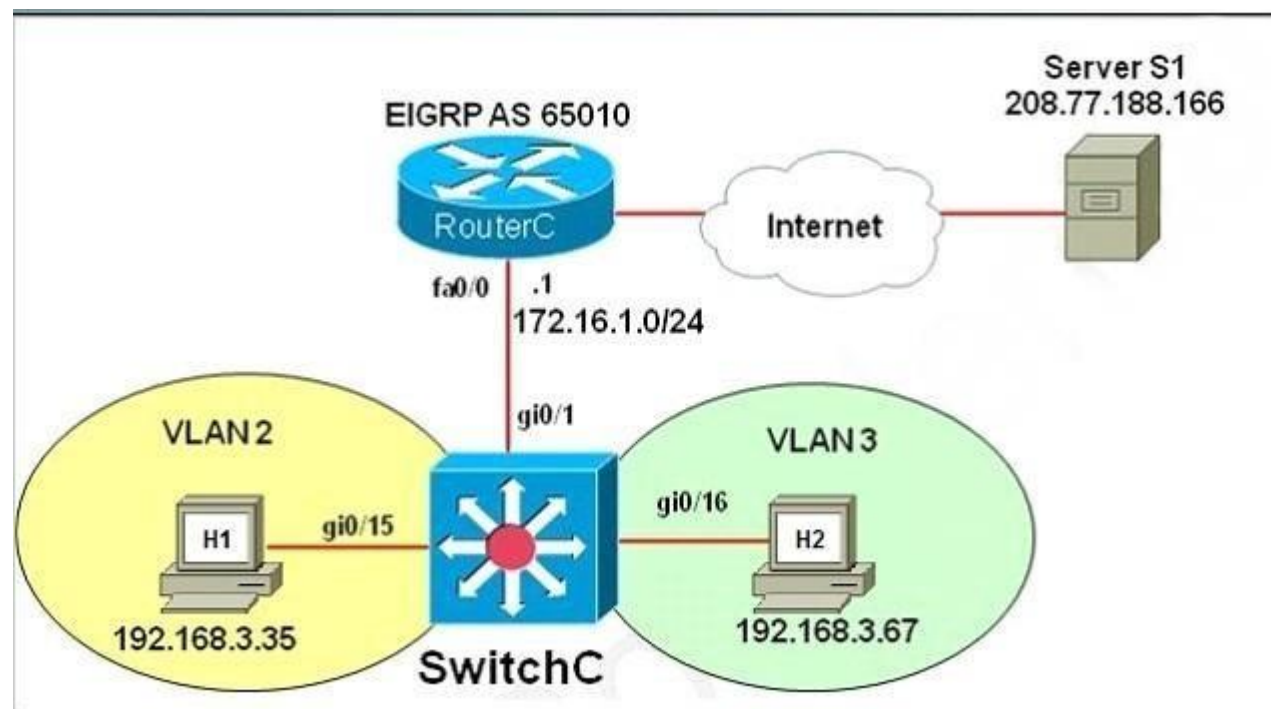 Server S1
208.77.188.166
EIGRP AS 65010
RouterC
Internet
fa0/0
.1
172.16.1.0/24
gi0/1
VLAN 2
VLAN 3
gi0/15
gi0/16
H1
H2
192.168.3.35
192.168.3.67
SwitchC